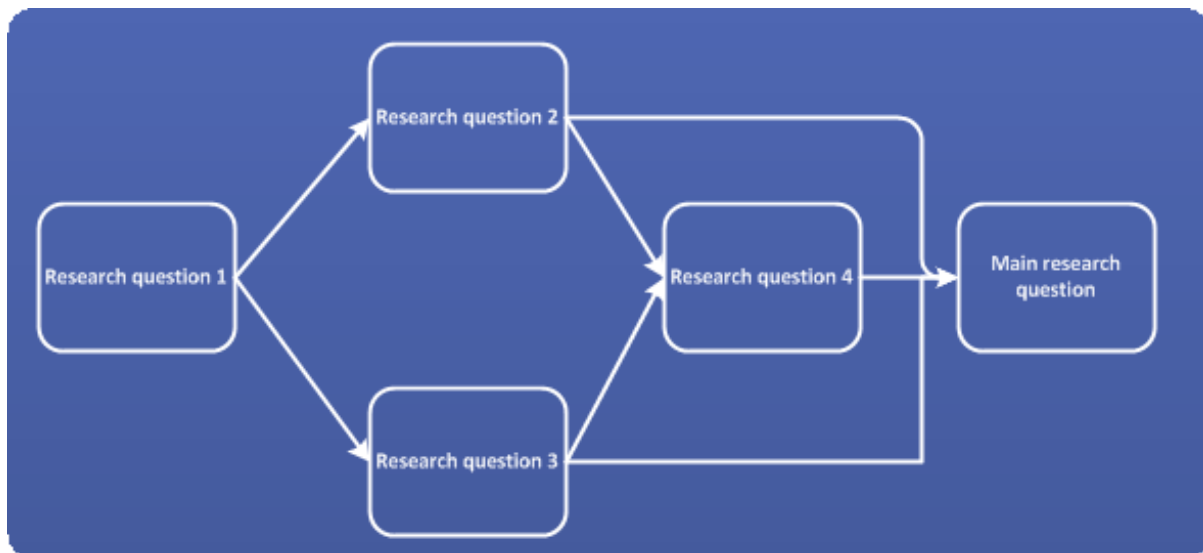 Research question 2
Research question 1
Research question 4
Main research
question
Research question 3